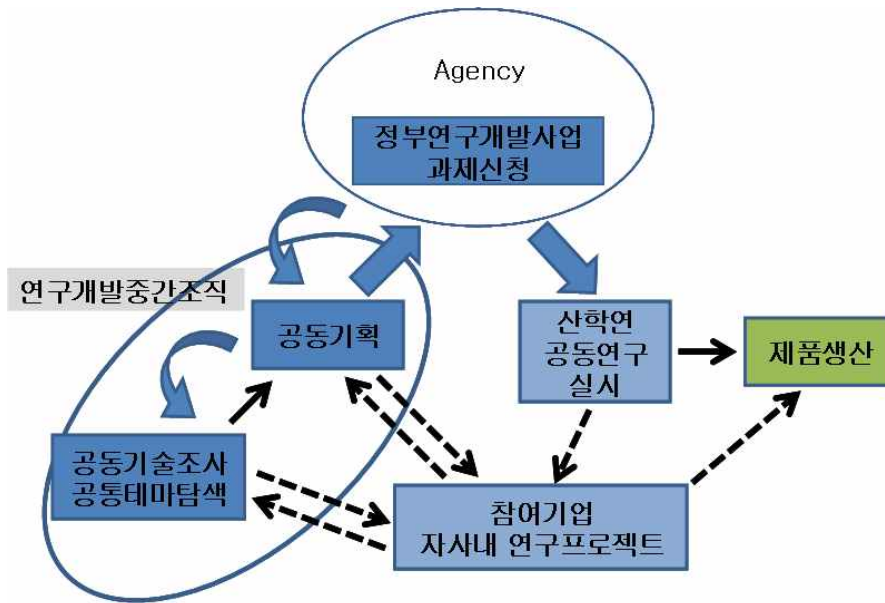 Agency
정부연구개발사업
과제신청
연구개발중간조직
공동기획
산학연
공동연구
실시
제품생산
공동기술조사
공통테마탐색
참여기업
자사내 연구프로젝트